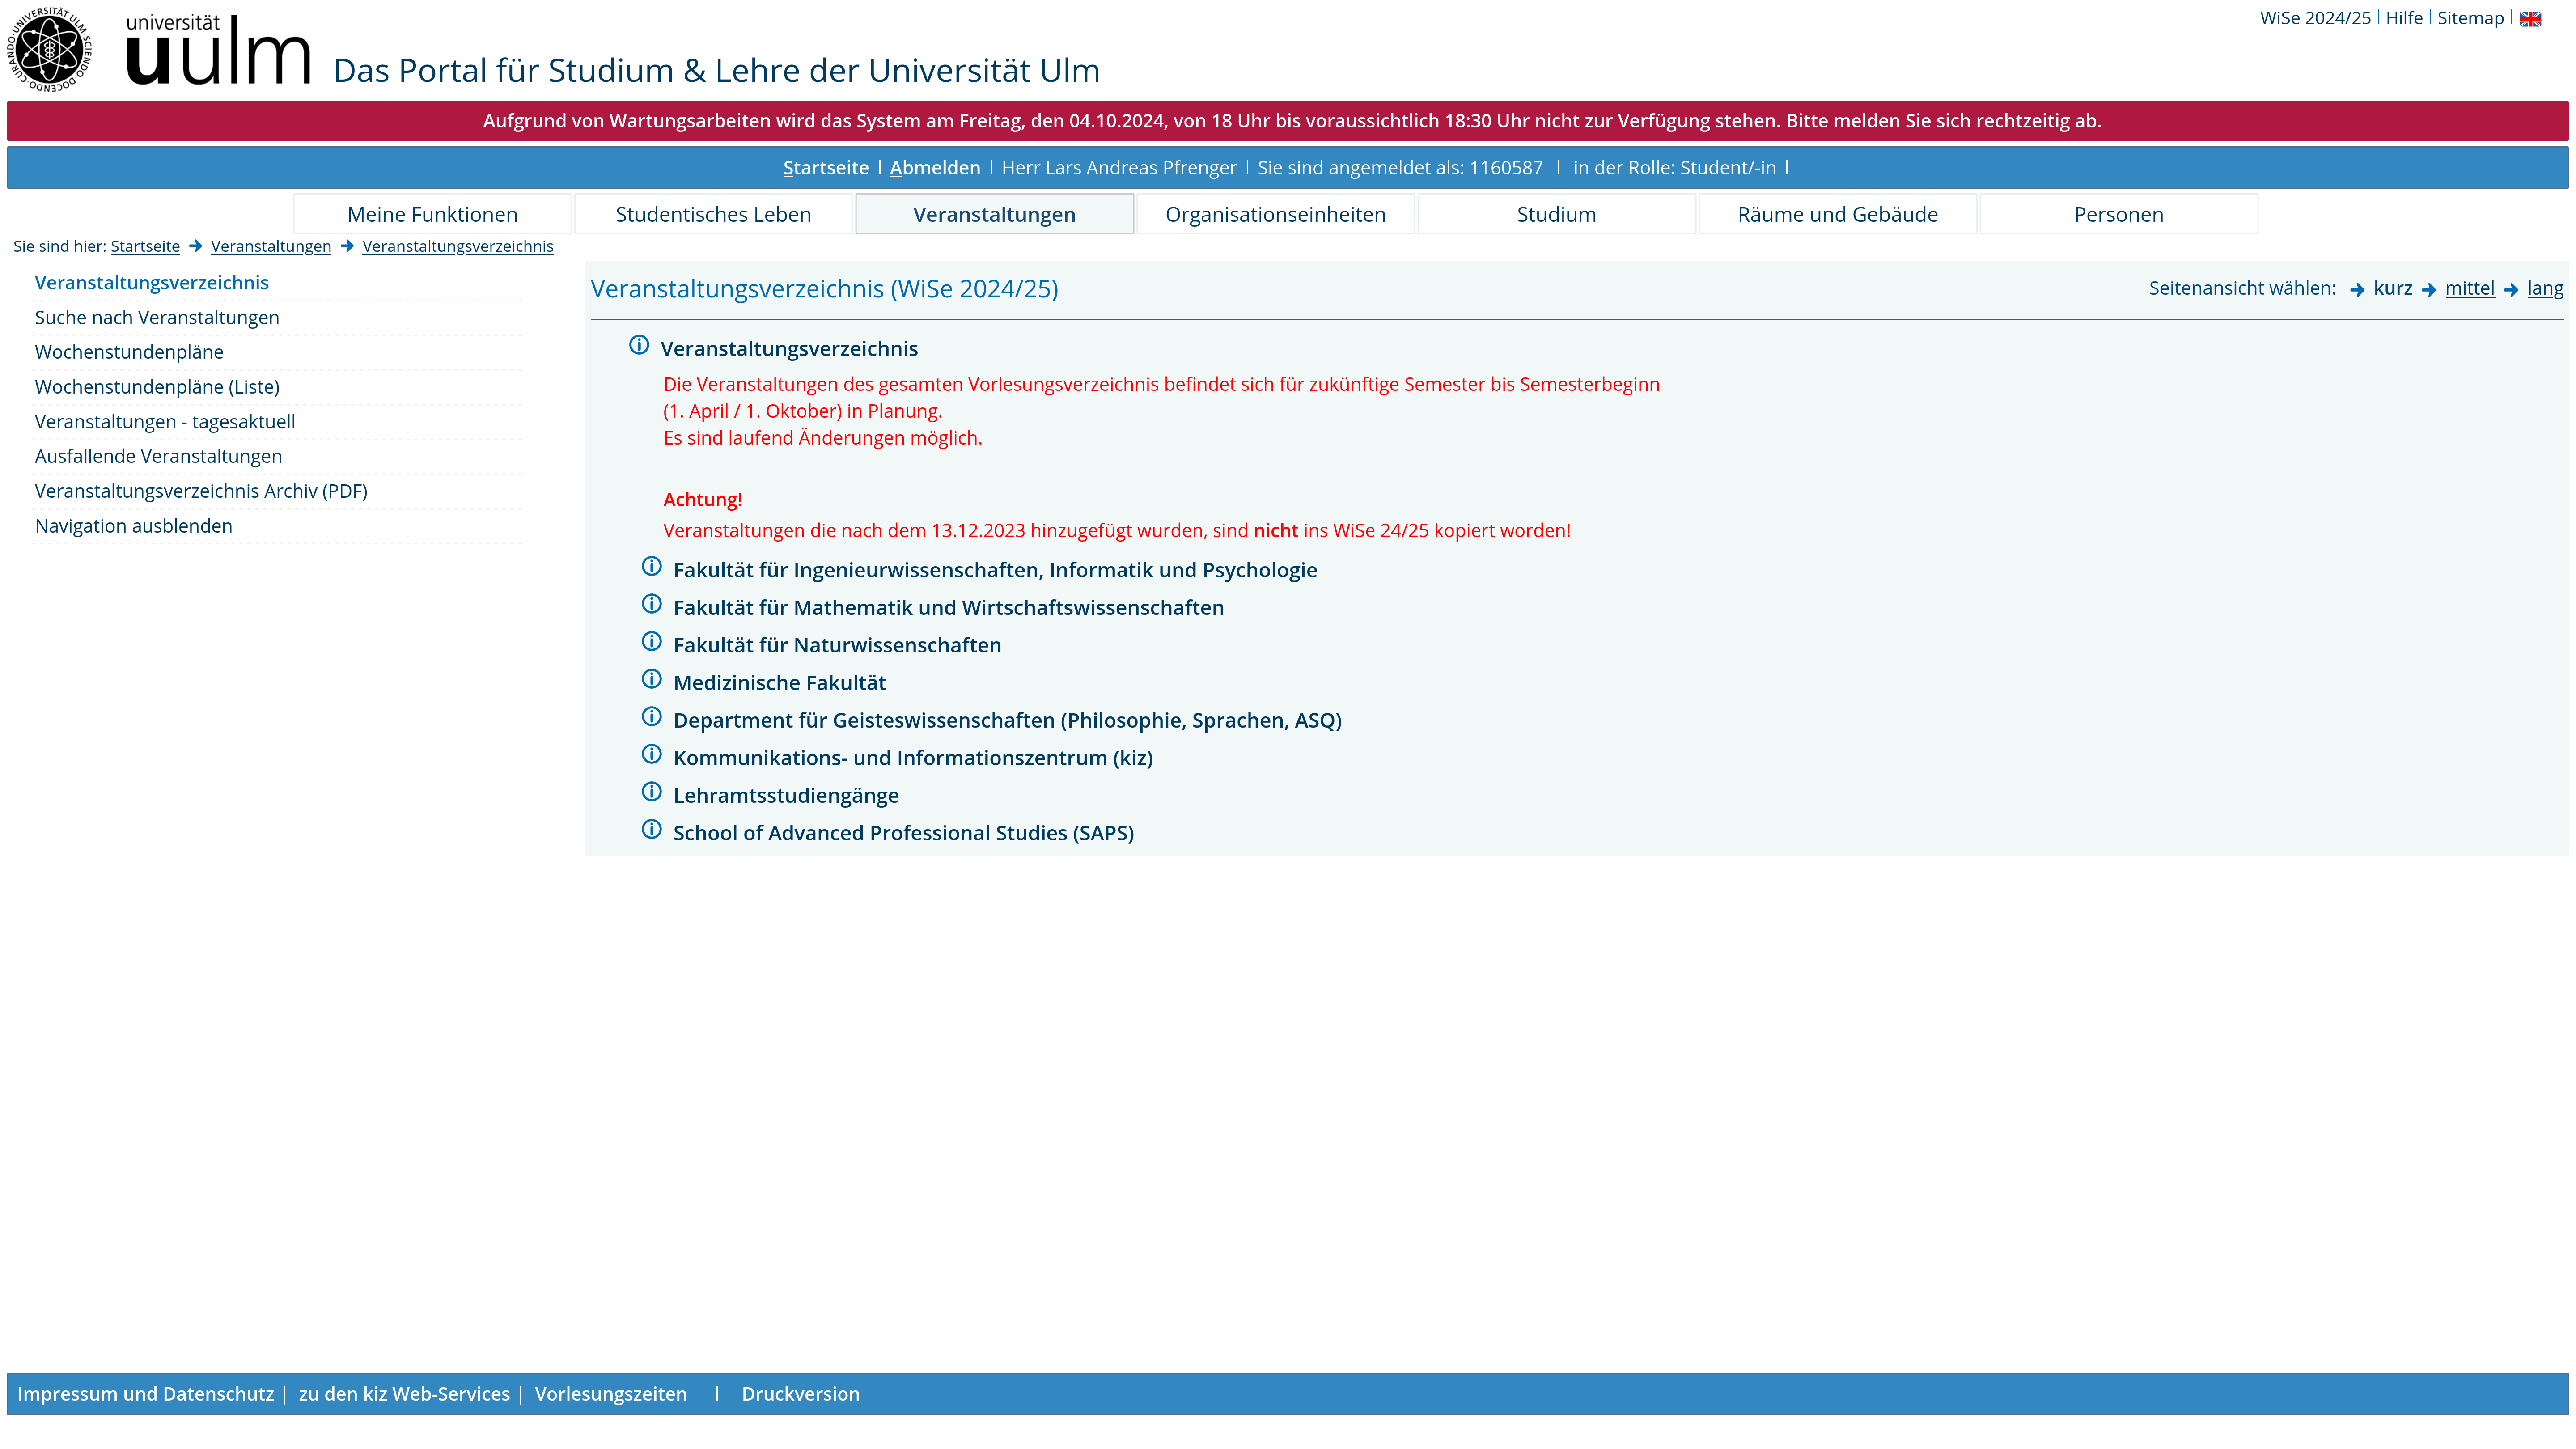 WiSe 2024/25 | Hilfe | Sitemap |
CURANDO·UNIVERSITÄT ULM·SCIENDO·DOCENDO·
universität
uulm
Das Portal für Studium & Lehre der Universität Ulm
Aufgrund von Wartungsarbeiten wird das System am Freitag, den 04.10.2024, von 18 Uhr bis voraussichtlich 18:30 Uhr nicht zur Verfügung stehen. Bitte melden Sie sich rechtzeitig ab.
Startseite | Abmelden | Herr Lars Andreas Pfrenger | Sie sind angemeldet als: 1160587 | in der Rolle: Student/-in |
Meine Funktionen Studentisches Leben Veranstaltungen Organisationseinheiten Studium Räume und Gebäude Personen
Sie sind hier: Startseite → Veranstaltungen → Veranstaltungsverzeichnis
Veranstaltungsverzeichnis
Suche nach Veranstaltungen
Wochenstundenpläne
Wochenstundenpläne (Liste)
Veranstaltungen - tagesaktuell
Ausfallende Veranstaltungen
Veranstaltungsverzeichnis Archiv (PDF)
Navigation ausblenden
Veranstaltungsverzeichnis (WiSe 2024/25)
Seitenansicht wählen: → kurz → mittel → lang
Veranstaltungsverzeichnis
Die Veranstaltungen des gesamten Vorlesungsverzeichnis befindet sich für zukünftige Semester bis Semesterbeginn
(1. April / 1. Oktober) in Planung.
Es sind laufend Änderungen möglich.
Achtung!
Veranstaltungen die nach dem 13.12.2023 hinzugefügt wurden, sind nicht ins WiSe 24/25 kopiert worden!
Fakultät für Ingenieurwissenschaften, Informatik und Psychologie
Fakultät für Mathematik und Wirtschaftswissenschaften
Fakultät für Naturwissenschaften
Medizinische Fakultät
Department für Geisteswissenschaften (Philosophie, Sprachen, ASQ)
Kommunikations- und Informationszentrum (kiz)
Lehramtsstudiengänge
School of Advanced Professional Studies (SAPS)
Impressum und Datenschutz | zu den kiz Web-Services | Vorlesungszeiten | Druckversion